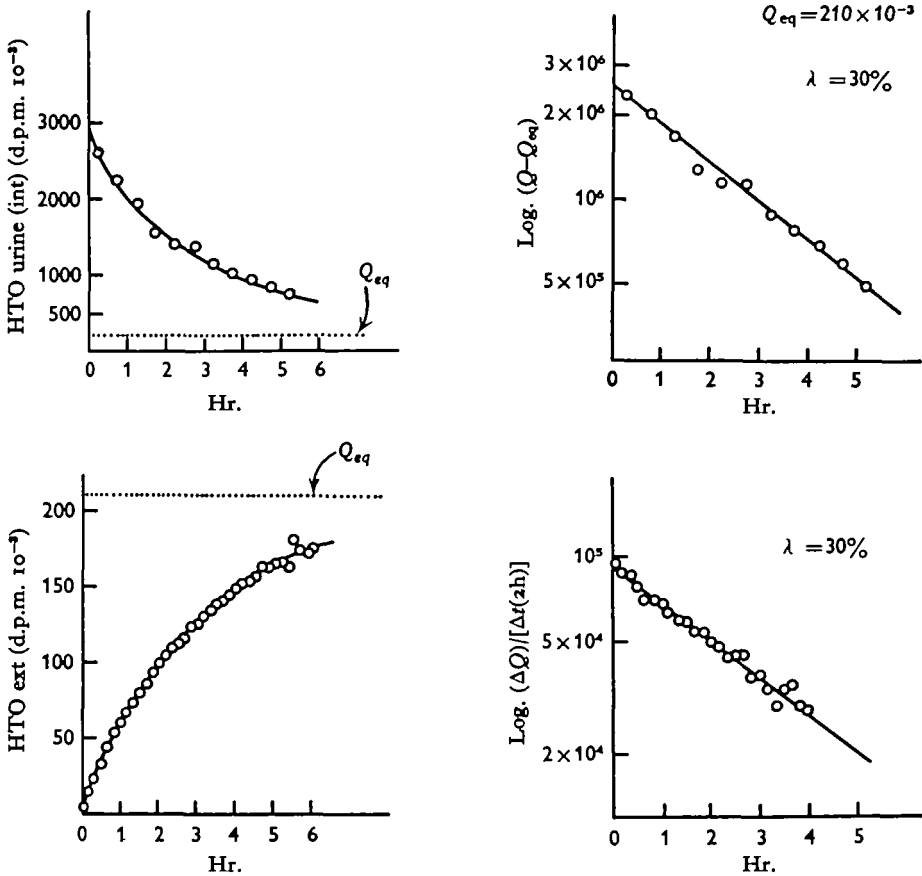 HTO urine (int) (d.p.m. 10⁻³)
3000
2000
1000
500
Q_eq
0 1 2 3 4 5 6
Hr.
Q_eq = 210 × 10⁻³
λ = 30%
Log. (Q–Q_eq)
3 × 10⁶
2 × 10⁶
10⁶
5 × 10⁵
0 1 2 3 4 5
Hr.
HTO ext (d.p.m. 10⁻³)
Q_eq
200
150
100
50
0 1 2 3 4 5 6
Hr.
λ = 30%
Log. (ΔQ)/[Δt(2h)]
10⁵
5 × 10⁴
2 × 10⁴
0 1 2 3 4 5
Hr.